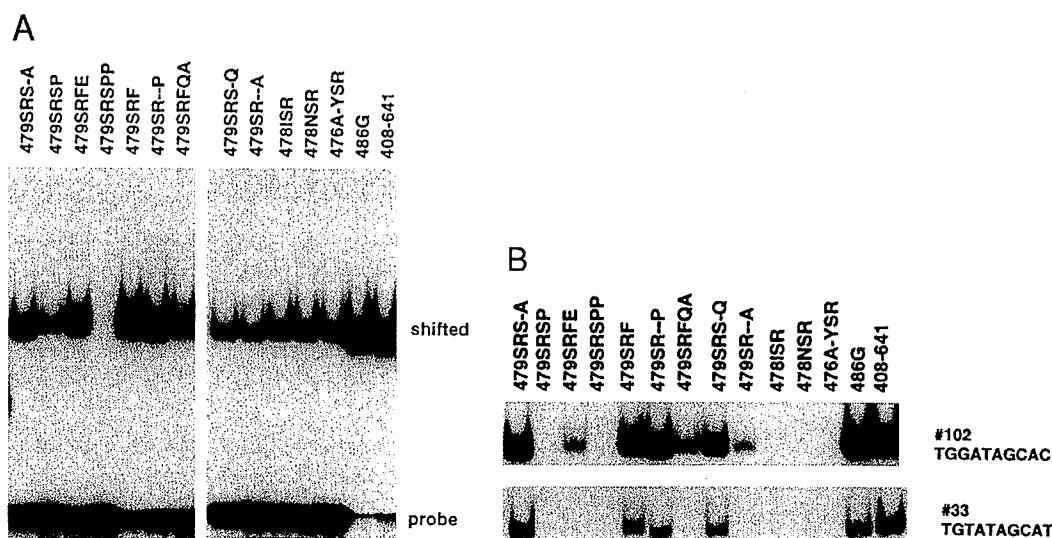 A
479SRS-A
479SRSP
479SRFE
479SRSPP
479SRF
479SR--P
479SRFQA
479SRS-Q
479SR--A
478ISR
478NSR
476A-YSR
486G
408-641
shifted
probe
B
479SRS-A
479SRSP
479SRFE
479SRSPP
479SRF
479SR--P
479SRFQA
479SRS-Q
479SR--A
478ISR
478NSR
476A-YSR
486G
408-641
#102
TGGATAGCAC
#33
TGTATAGCAT